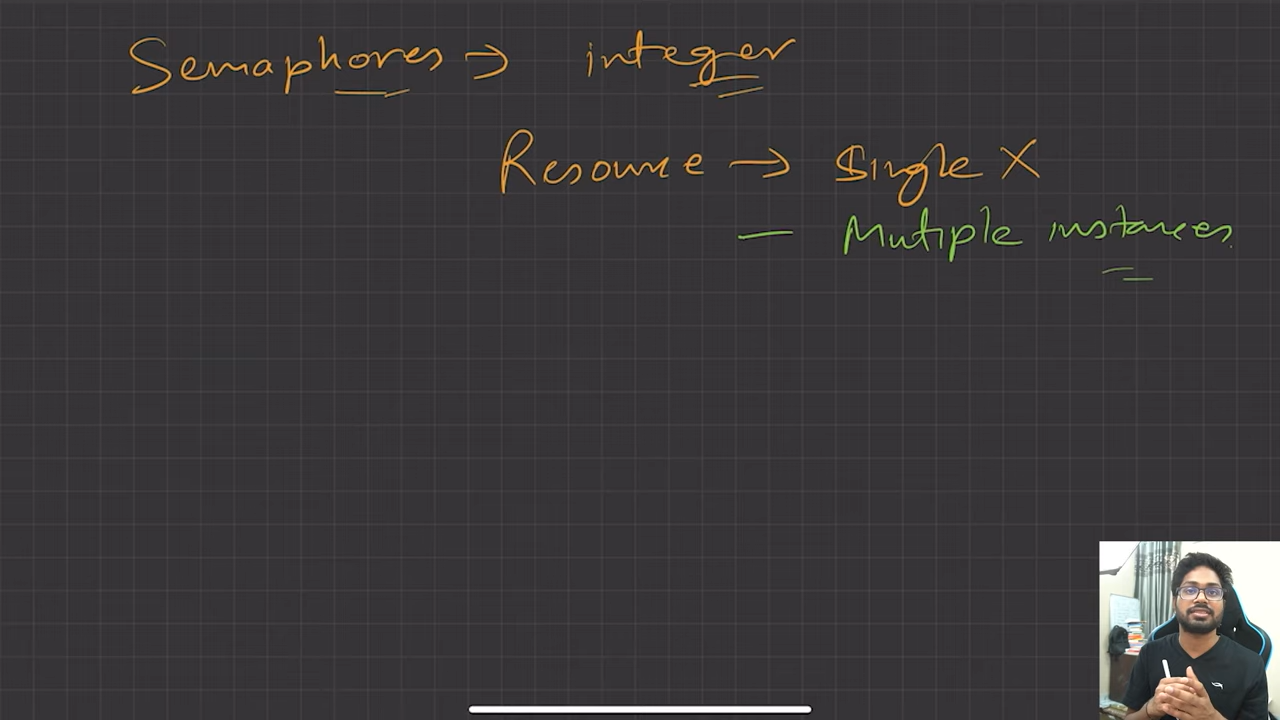 Semaphores → integer
Resource → Single X
— Mutiple instances